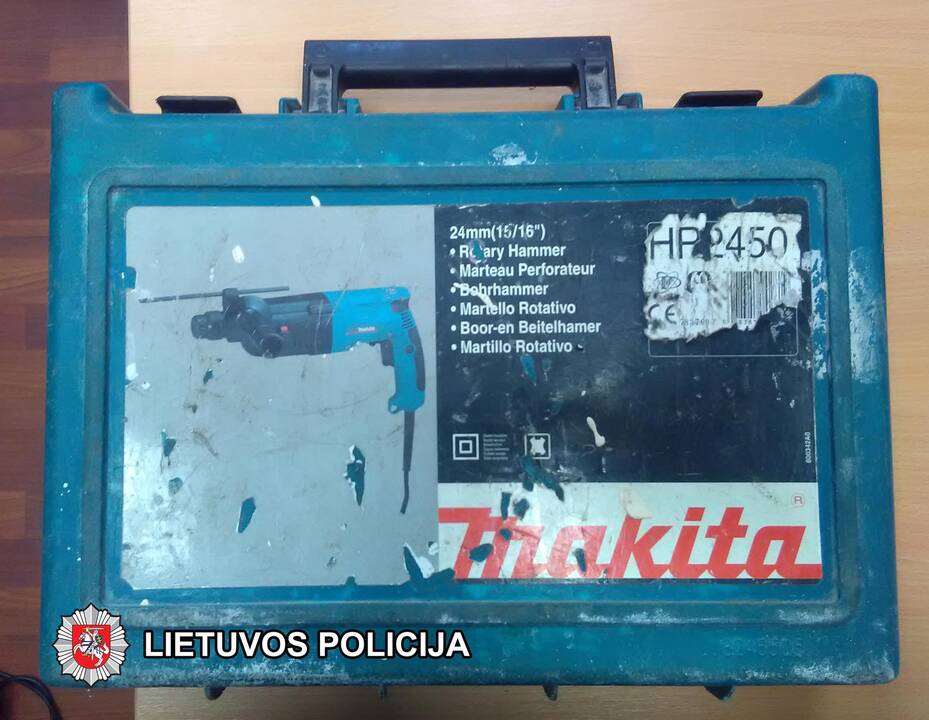 24mm(15/16")
• Rotary Hammer
• Marteau Perforateur
• Bohrhammer
• Martello Rotativo
• Boor-en Beitelhamer
• Martillo Rotativo
HP2450
CE
800342A0
makita®
LIETUVOS POLICIJA